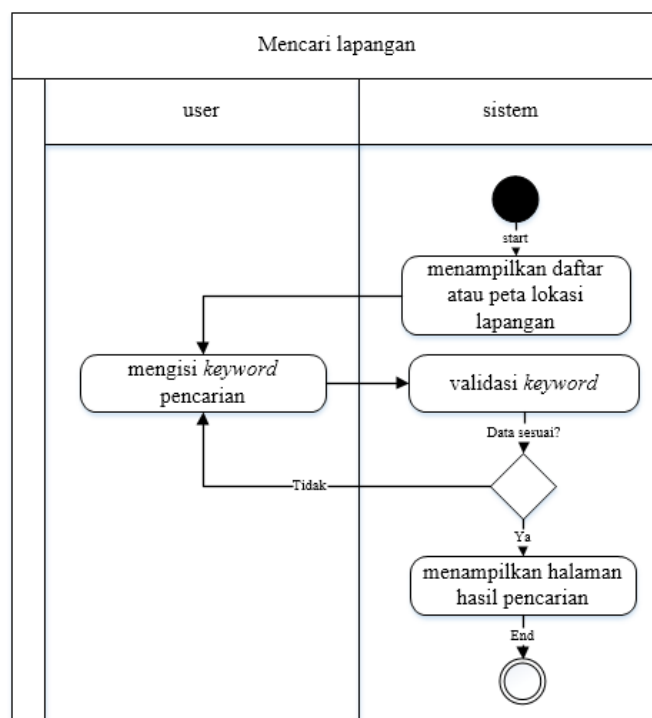 Mencari lapangan
user
sistem
start
menampilkan daftar
atau peta lokasi
lapangan
mengisi keyword
pencarian
validasi keyword
Data sesuai?
Tidak
Ya
menampilkan halaman
hasil pencarian
End